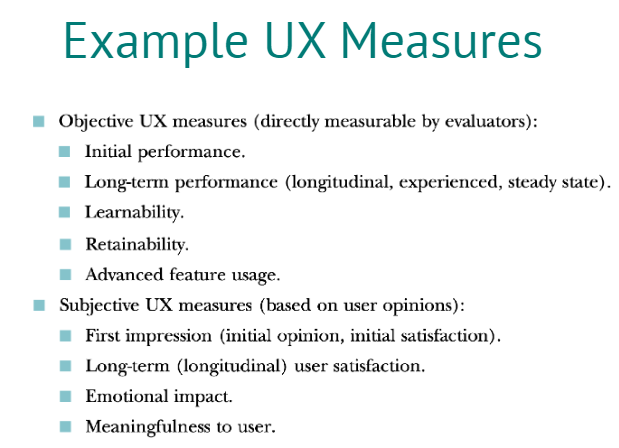 Example UX Measures
Objective UX measures (directly measurable by evaluators):
Initial performance.
Long-term performance (longitudinal, experienced, steady state).
Learnability.
Retainability.
Advanced feature usage.
Subjective UX measures (based on user opinions):
First impression (initial opinion, initial satisfaction).
Long-term (longitudinal) user satisfaction.
Emotional impact.
Meaningfulness to user.